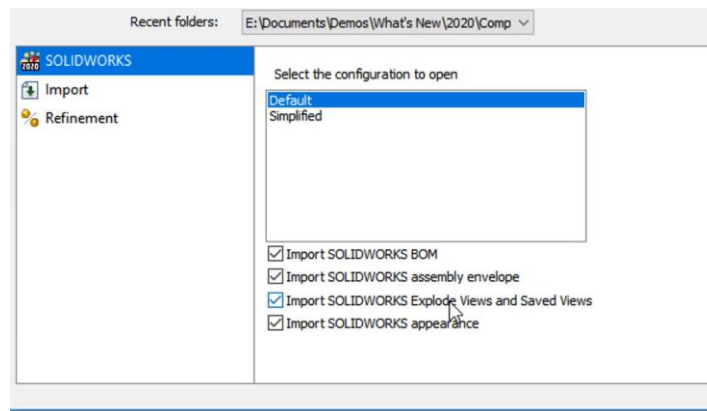 Recent folders: E:\Documents\Demos\What's New\2020\Comp
SOLIDWORKS
Import
Refinement
Select the configuration to open
Default
Simplified
Import SOLIDWORKS BOM
Import SOLIDWORKS assembly envelope
Import SOLIDWORKS Explode Views and Saved Views
Import SOLIDWORKS appearance